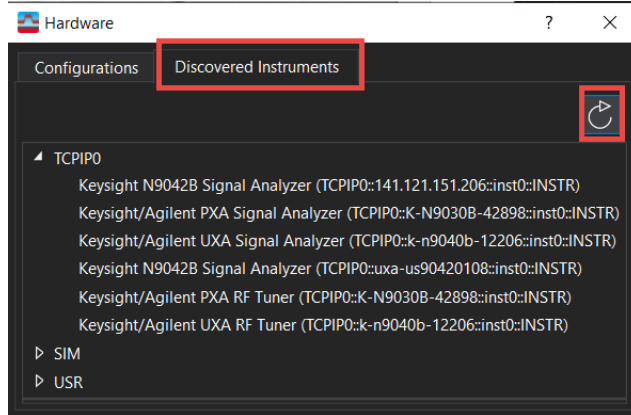 Hardware ?
Configurations Discovered Instruments
TCPIP0
Keysight N9042B Signal Analyzer (TCPIP0::141.121.151.206::inst0::INSTR)
Keysight/Agilent PXA Signal Analyzer (TCPIP0::K-N9030B-42898::inst0::INSTR)
Keysight/Agilent UXA Signal Analyzer (TCPIP0::k-n9040b-12206::inst0::INSTR)
Keysight N9042B Signal Analyzer (TCPIP0::uxa-us90420108::inst0::INSTR)
Keysight/Agilent PXA RF Tuner (TCPIP0::K-N9030B-42898::inst0::INSTR)
Keysight/Agilent UXA RF Tuner (TCPIP0::k-n9040b-12206::inst0::INSTR)
SIM
USR